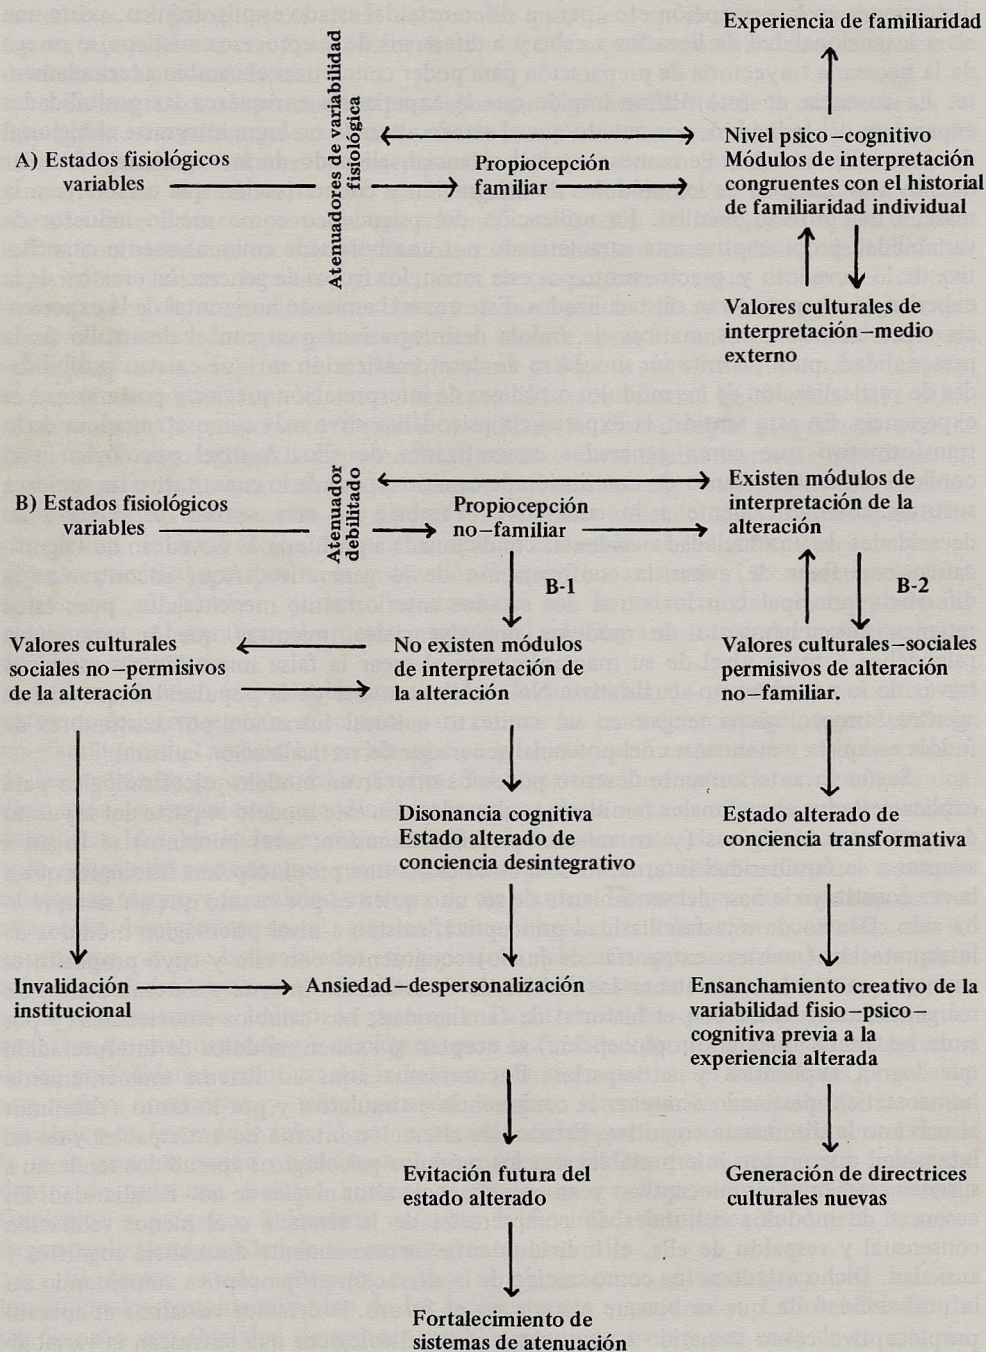 Experiencia de familiaridad
Atenuadores de variabilidad
fisiológica
A) Estados fisiológicos
variables
Propiocepción
familiar
Nivel psico–cognitivo
Módulos de interpretación
congruentes con el historial
de familiaridad individual
Valores culturales de
interpretación–medio
externo
B) Estados fisiológicos
variables
Atenuador
debilitado
Propiocepción
no–familiar
Existen módulos de
interpretación de la
alteración
B-1
B-2
Valores culturales
sociales no–permisivos
de la alteración
No existen módulos
de interpretación de
la alteración
Valores culturales–sociales
permisivos de alteración
no–familiar.
Disonancia cognitiva
Estado alterado de
conciencia desintegrativo
Estado alterado de
conciencia transformativa
Invalidación
institucional
Ansiedad–despersonalización
Ensanchamiento creativo de la
variabilidad fisio–psico–
cognitiva previa a la
experiencia alterada
Evitación futura del
estado alterado
Generación de directrices
culturales nuevas
Fortalecimiento de
sistemas de atenuación